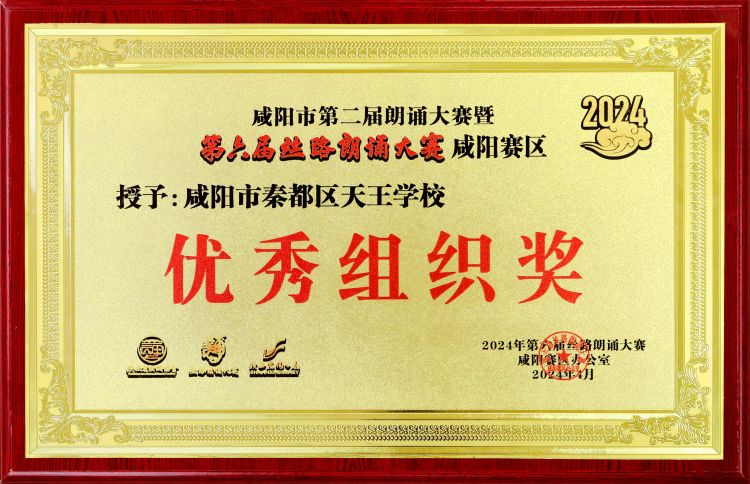 咸阳市第二届朗诵大赛暨
2024
第六届丝路朗诵大赛 咸阳赛区
授予:咸阳市秦都区天王学校
优秀组织奖
2024年第六届丝路朗诵大赛
咸阳赛区办公室
2024年4月